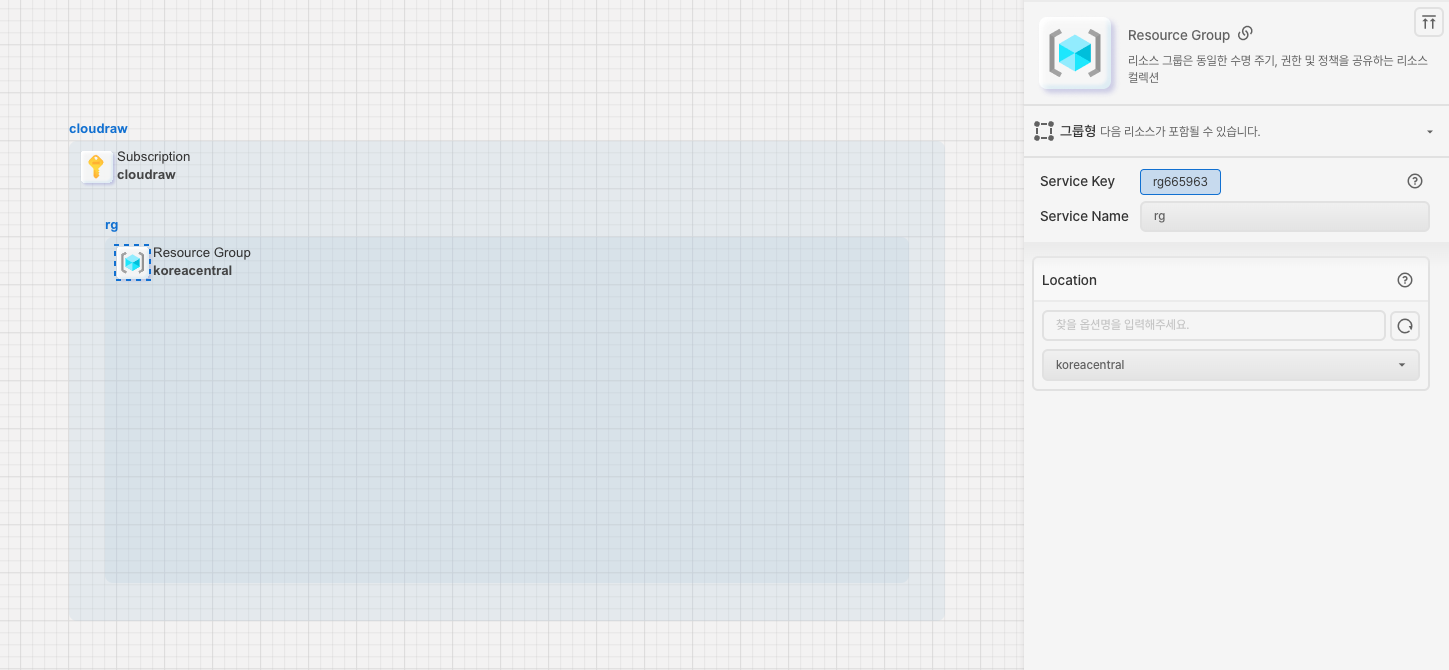 cloudraw
Subscription
cloudraw
rg
Resource Group
koreacentral
Resource Group
리소스 그룹은 동일한 수명 주기, 권한 및 정책을 공유하는 리소스
컬렉션
그룹형 다음 리소스가 포함될 수 있습니다.
Service Key rg665963
Service Name rg
Location
찾을 옵션명을 입력해주세요.
koreacentral